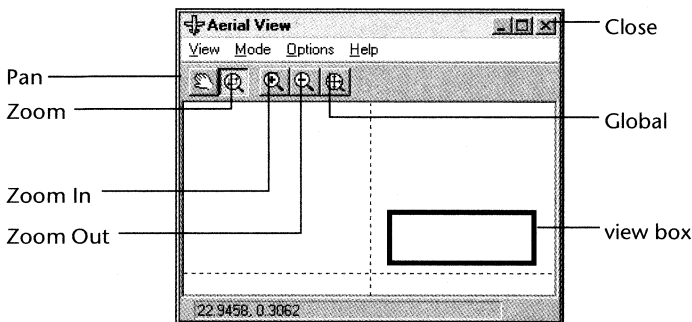 Aerial View
View Mode Options Help
Close
Pan
Zoom
Global
Zoom In
Zoom Out
view box
22.9458, 0.3062